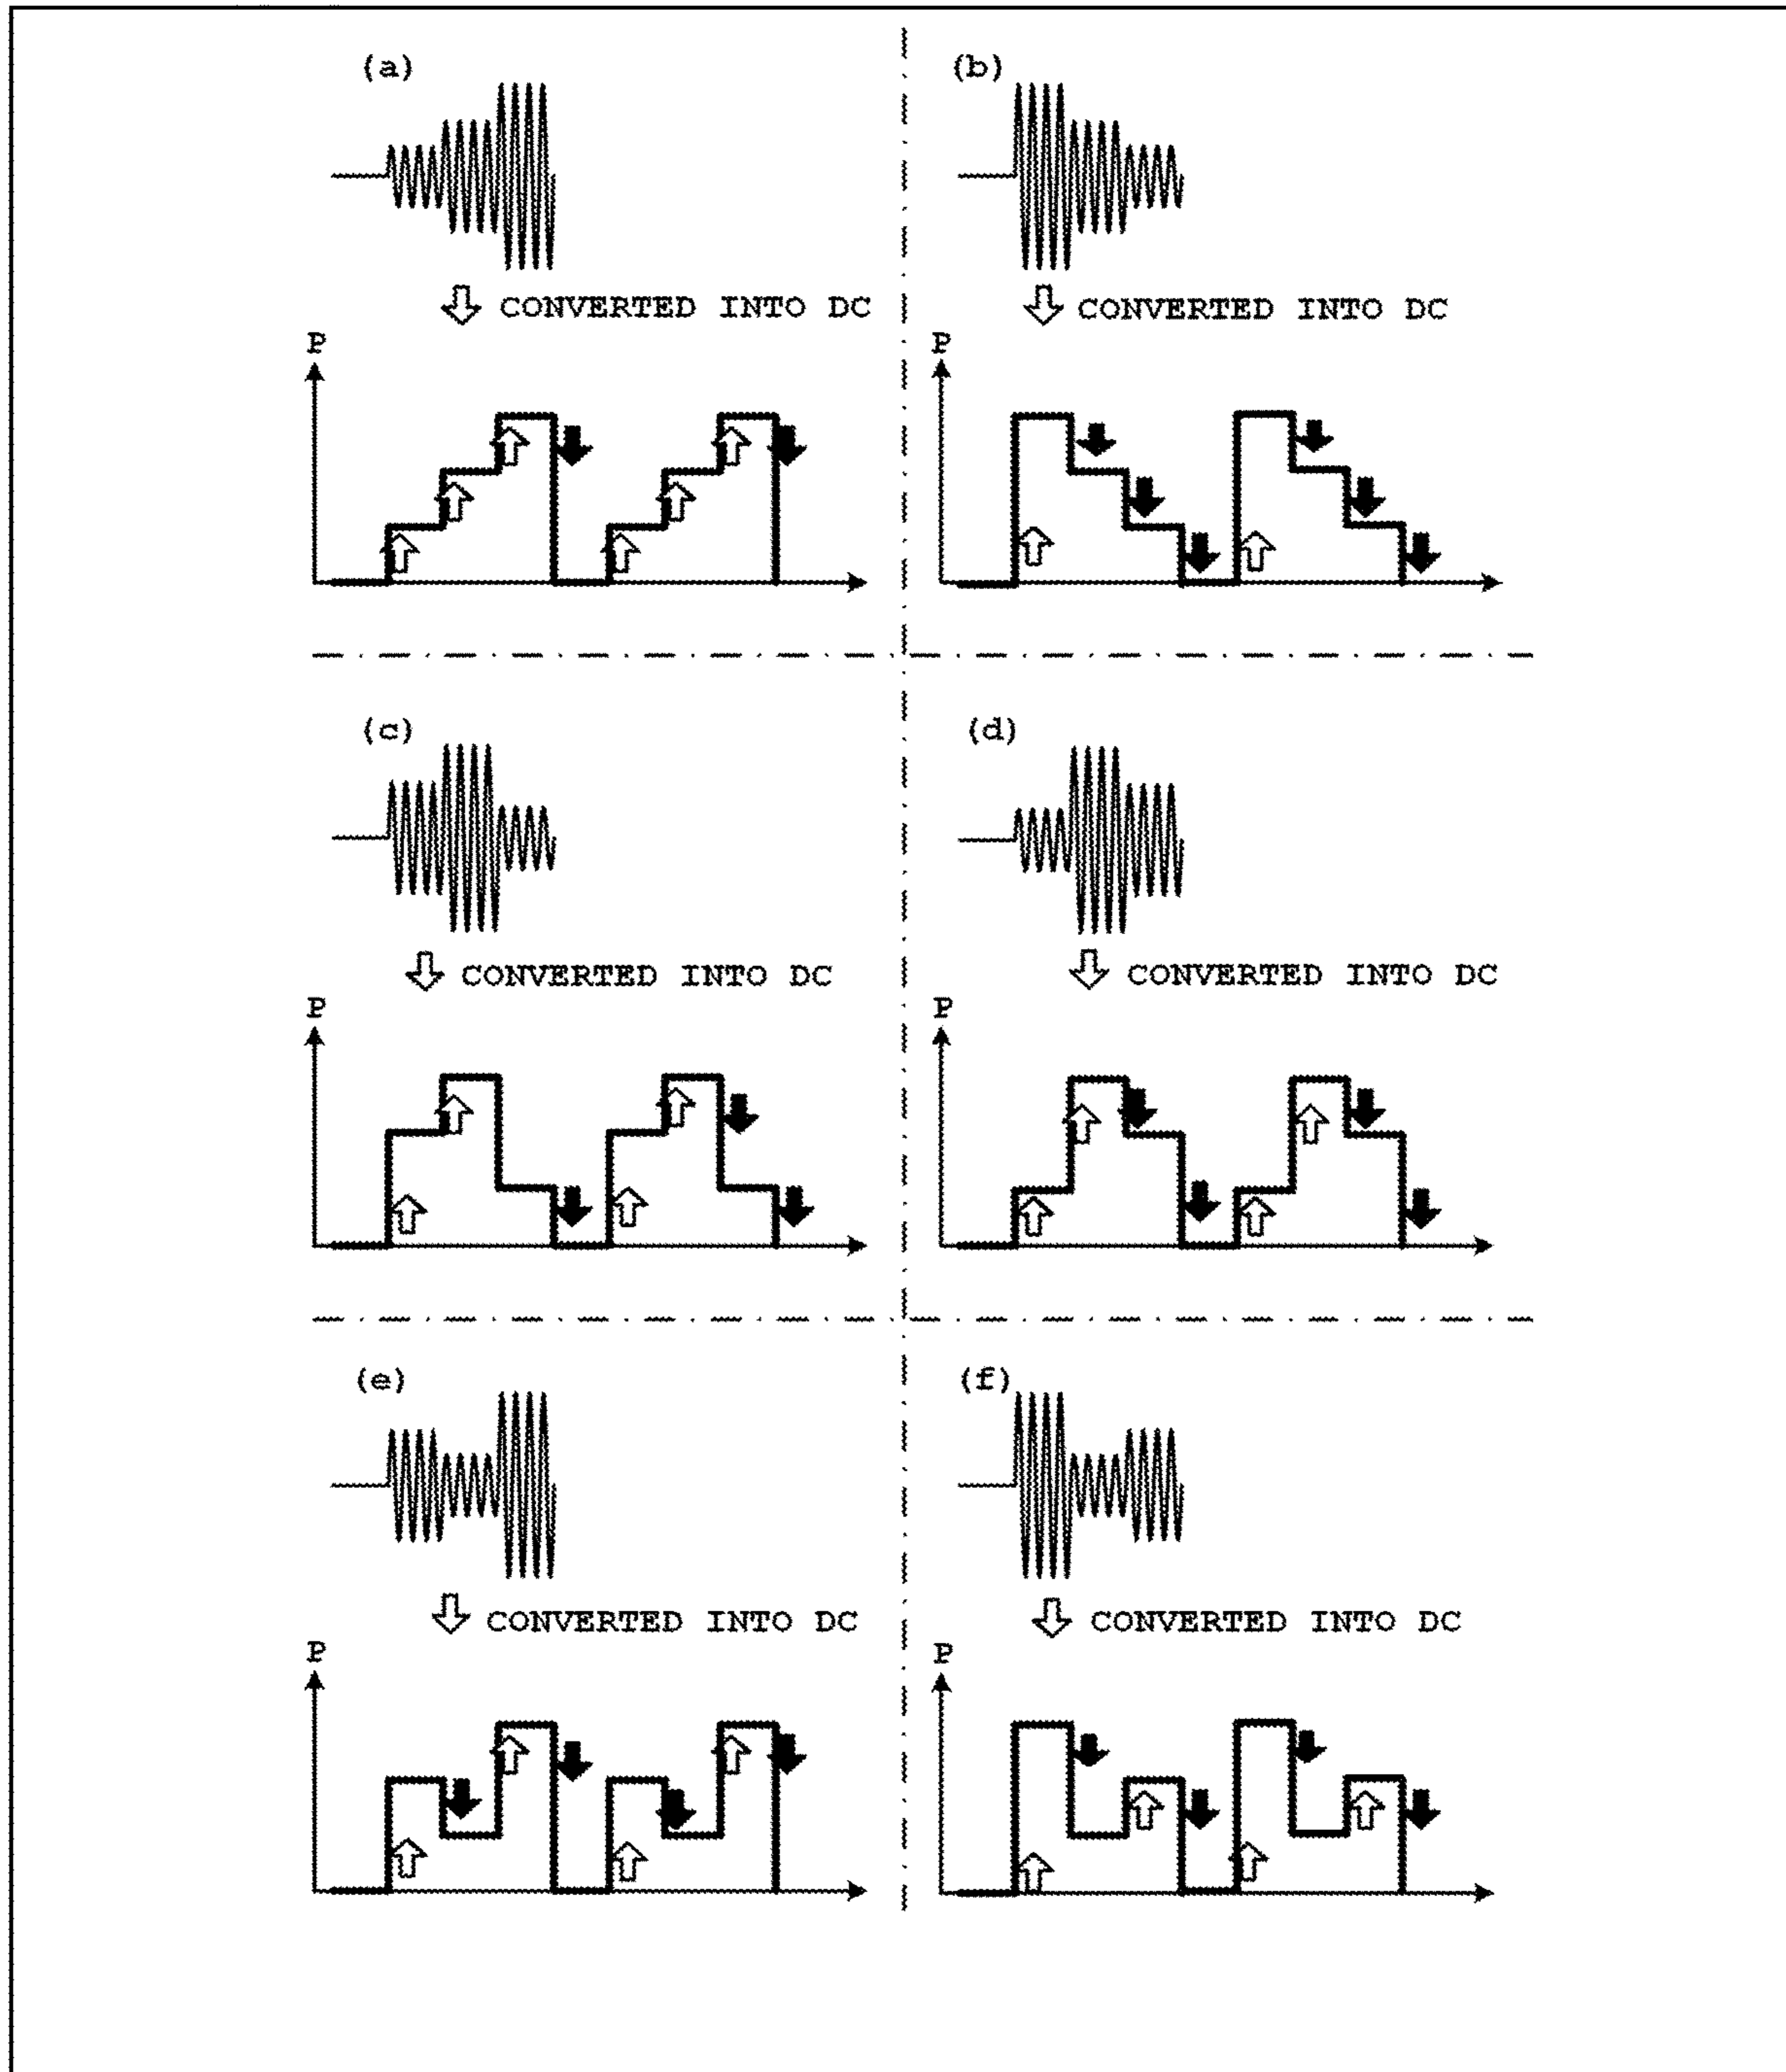 (a)
CONVERTED INTO DC
P
(b)
CONVERTED INTO DC
P
(c)
CONVERTED INTO DC
P
(d)
CONVERTED INTO DC
P
(e)
CONVERTED INTO DC
P
(f)
CONVERTED INTO DC
P